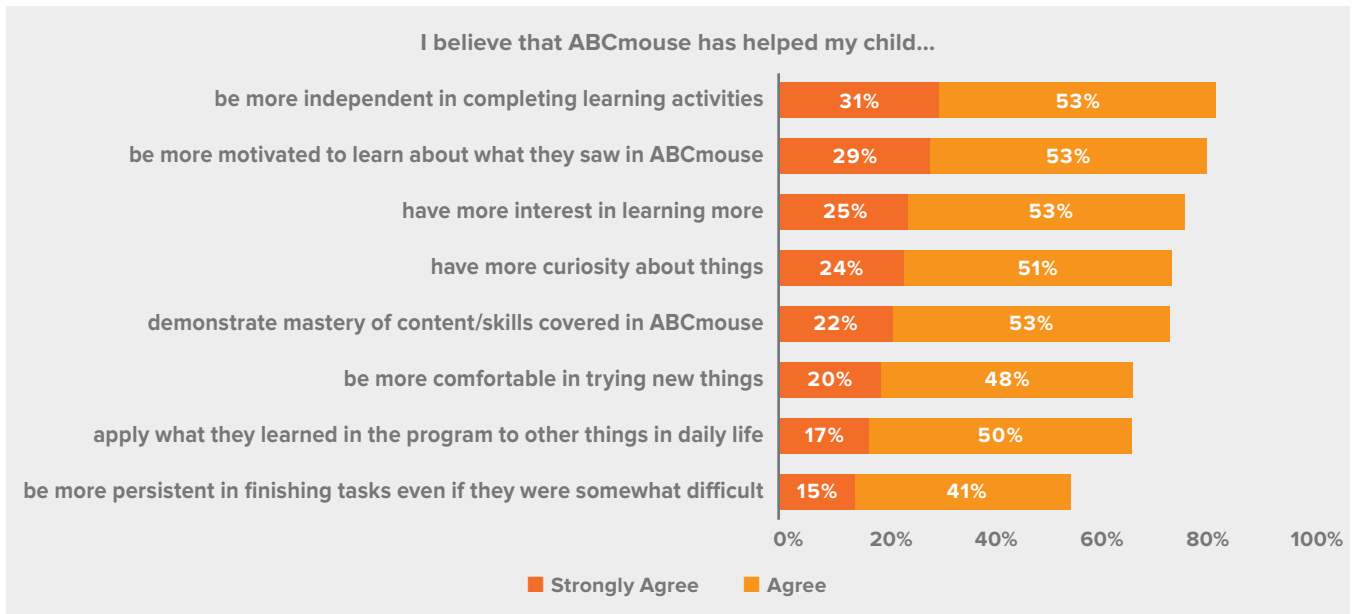 I believe that ABCmouse has helped my child...
be more independent in completing learning activities 31% 53%
be more motivated to learn about what they saw in ABCmouse 29% 53%
have more interest in learning more 25% 53%
have more curiosity about things 24% 51%
demonstrate mastery of content/skills covered in ABCmouse 22% 53%
be more comfortable in trying new things 20% 48%
apply what they learned in the program to other things in daily life 17% 50%
be more persistent in finishing tasks even if they were somewhat difficult 15% 41%
0% 20% 40% 60% 80% 100%
Strongly Agree Agree